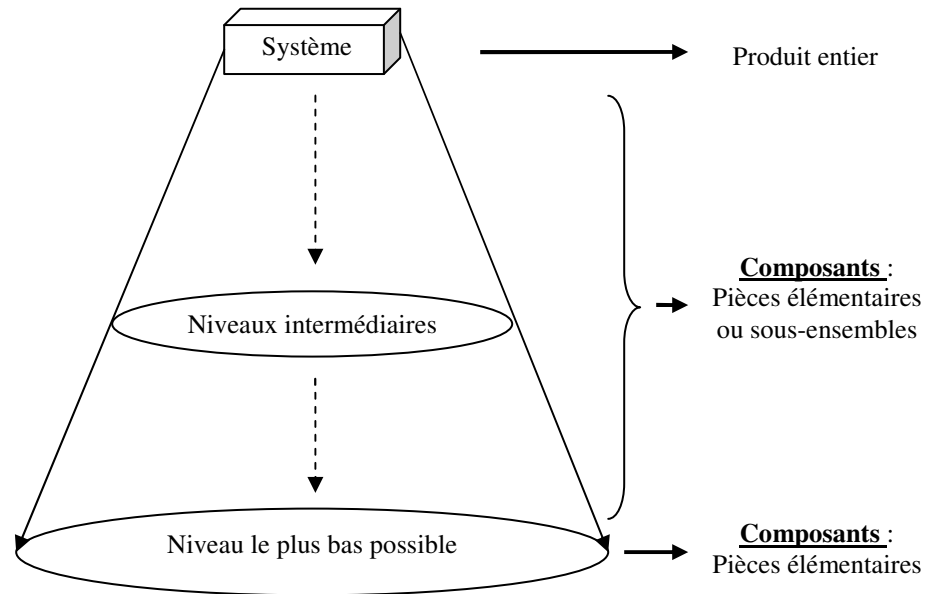 Système
Produit entier
Composants :
Pièces élémentaires
ou sous-ensembles
Niveaux intermédiaires
Niveau le plus bas possible
Composants :
Pièces élémentaires